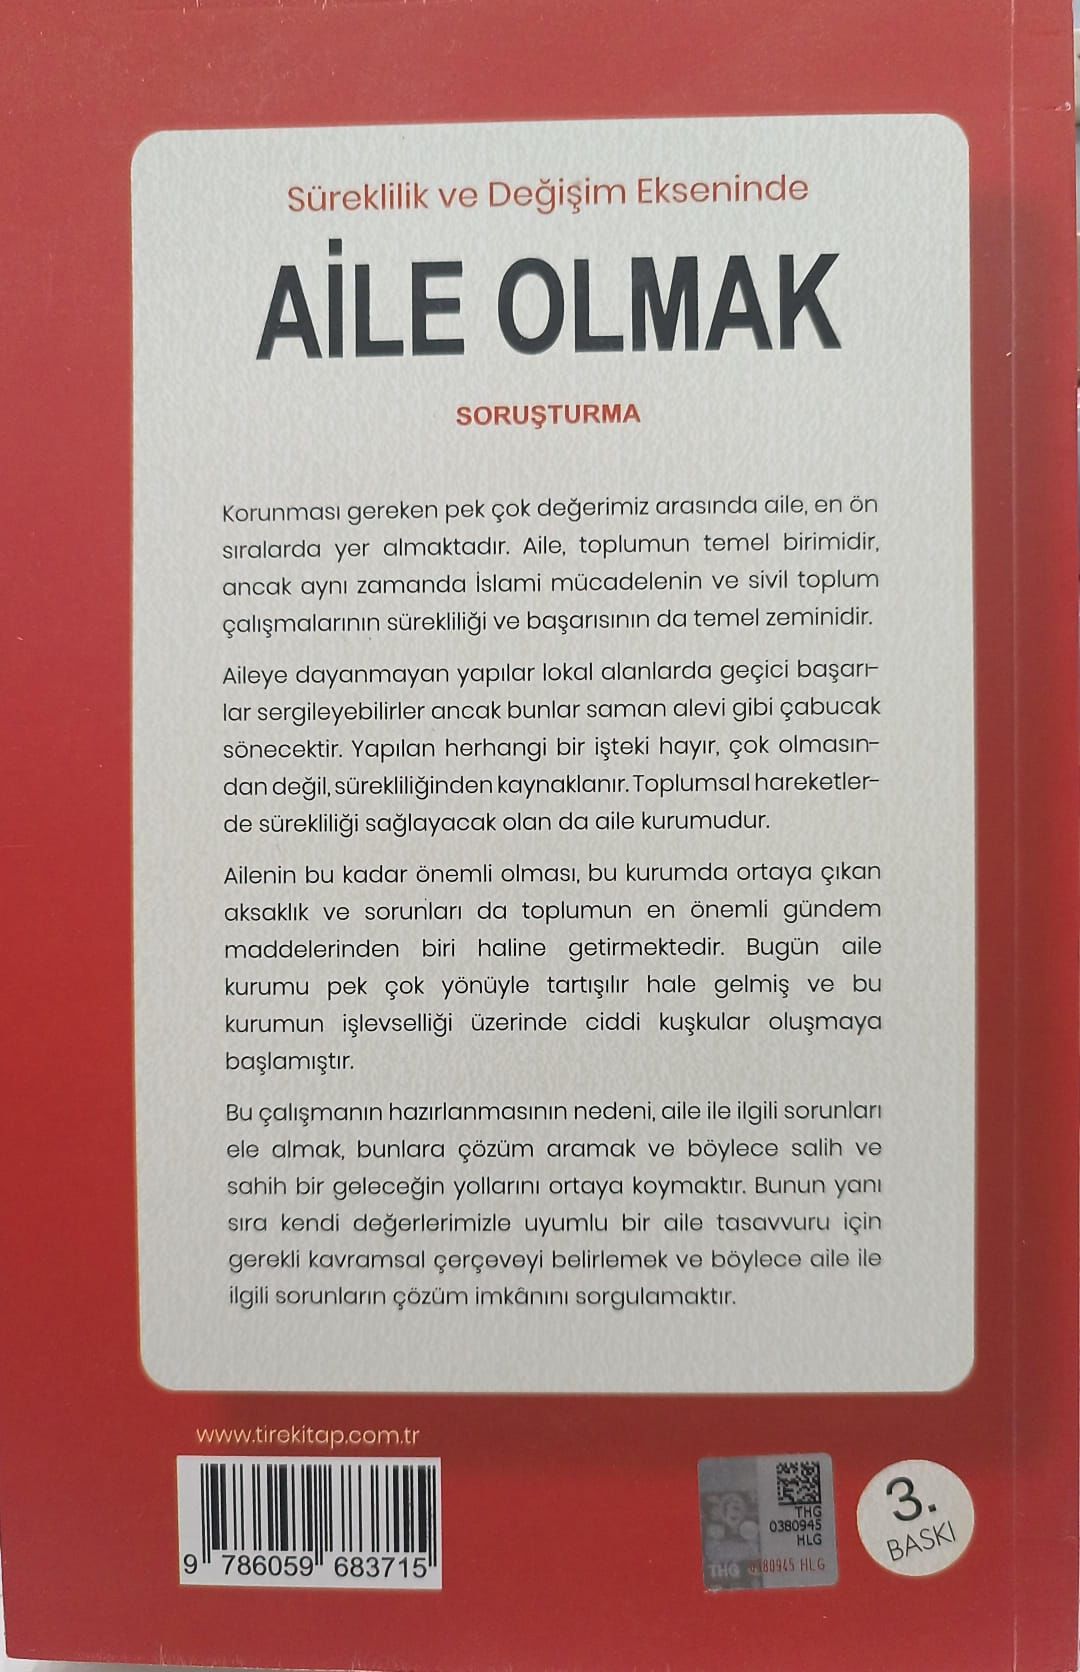 Süreklilik ve Değişim Ekseninde
AİLE OLMAK
SORUŞTURMA
Korunması gereken pek çok değerimiz arasında aile, en ön
sıralarda yer almaktadır. Aile, toplumun temel birimidir,
ancak aynı zamanda İslami mücadelenin ve sivil toplum
çalışmalarının sürekliliği ve başarısının da temel zeminidir.
Aileye dayanmayan yapılar lokal alanlarda geçici başarı-
lar sergileyebilirler ancak bunlar saman alevi gibi çabucak
sönecektir. Yapılan herhangi bir işteki hayır, çok olmasın-
dan değil, sürekliliğinden kaynaklanır. Toplumsal hareketler-
de sürekliliği sağlayacak olan da aile kurumudur.
Ailenin bu kadar önemli olması, bu kurumda ortaya çıkan
aksaklık ve sorunları da toplumun en önemli gündem
maddelerinden biri haline getirmektedir. Bugün aile
kurumu pek çok yönüyle tartışılır hale gelmiş ve bu
kurumun işlevselliği üzerinde ciddi kuşkular oluşmaya
başlamıştır.
Bu çalışmanın hazırlanmasının nedeni, aile ile ilgili sorunları
ele almak, bunlara çözüm aramak ve böylece salih ve
sahih bir geleceğin yollarını ortaya koymaktır. Bunun yanı
sıra kendi değerlerimizle uyumlu bir aile tasavvuru için
gerekli kavramsal çerçeveyi belirlemek ve böylece aile ile
ilgili sorunların çözüm imkânını sorgulamaktır.
www.tirekitap.com.tr
9 786059 683715
THG
0380945
HLG
THG 0380945 HLG
3.
BASKI